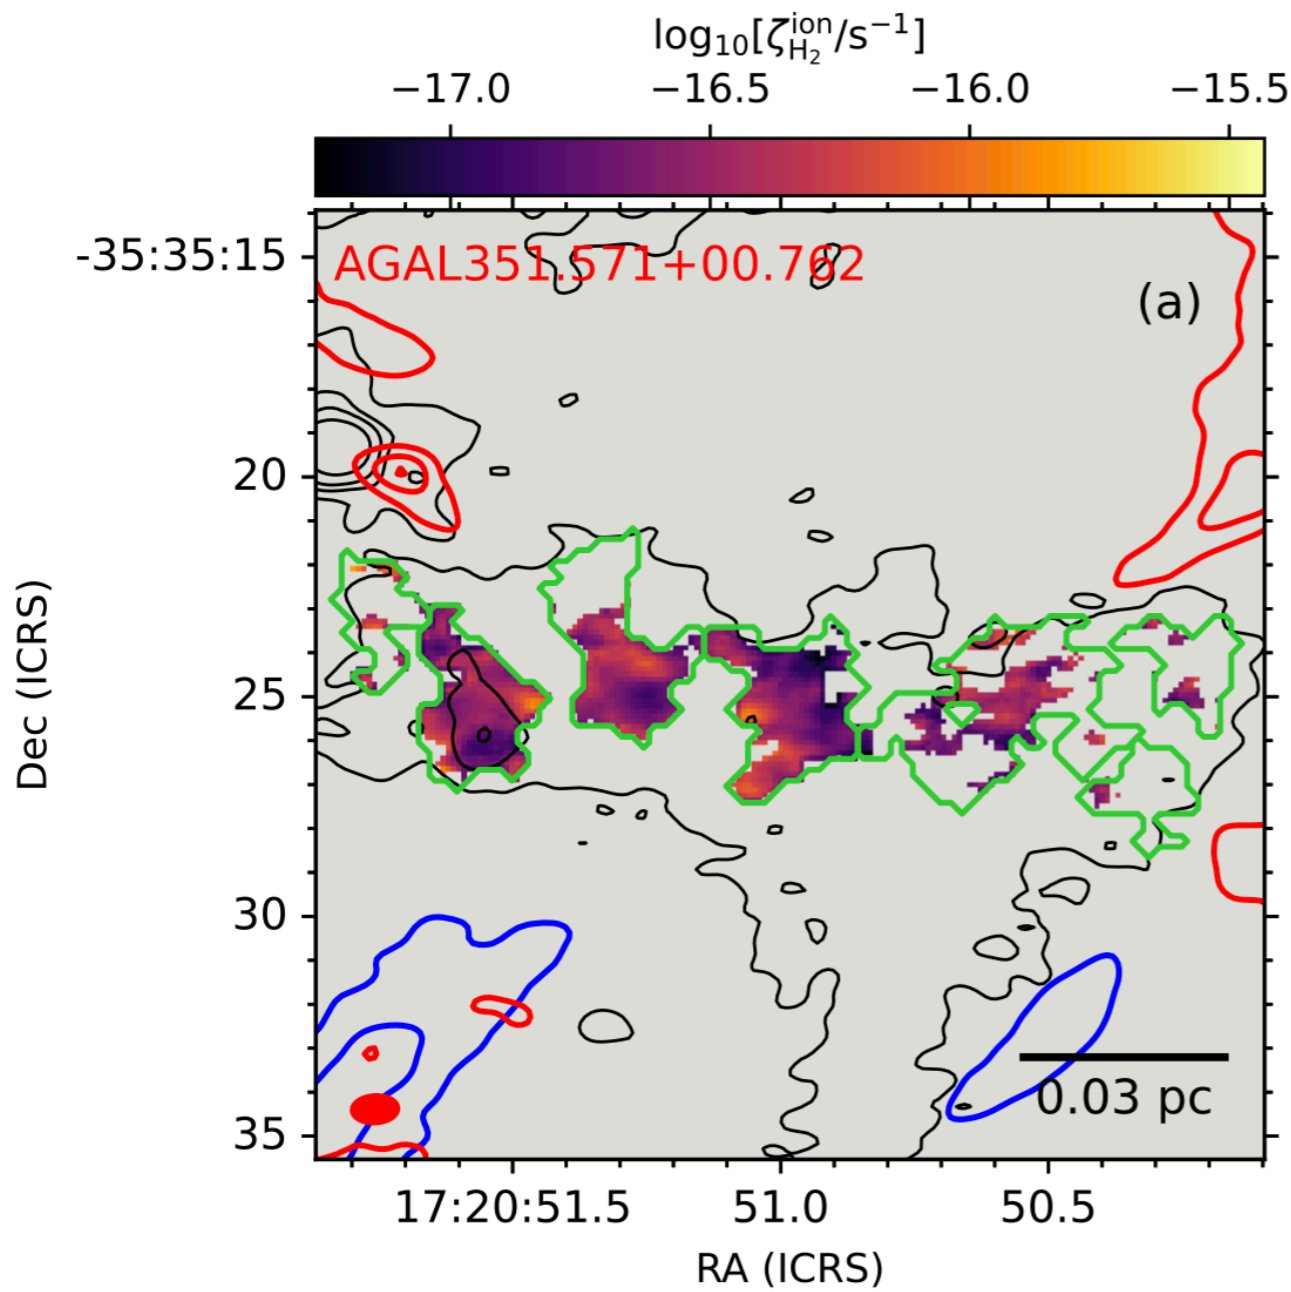 log₁₀[ζ^ion_H₂/s⁻¹]
−17.0 −16.5 −16.0 −15.5
AGAL351.571+00.762
(a)
-35:35:15
20
25
30
35
Dec (ICRS)
0.03 pc
17:20:51.5 51.0 50.5
RA (ICRS)